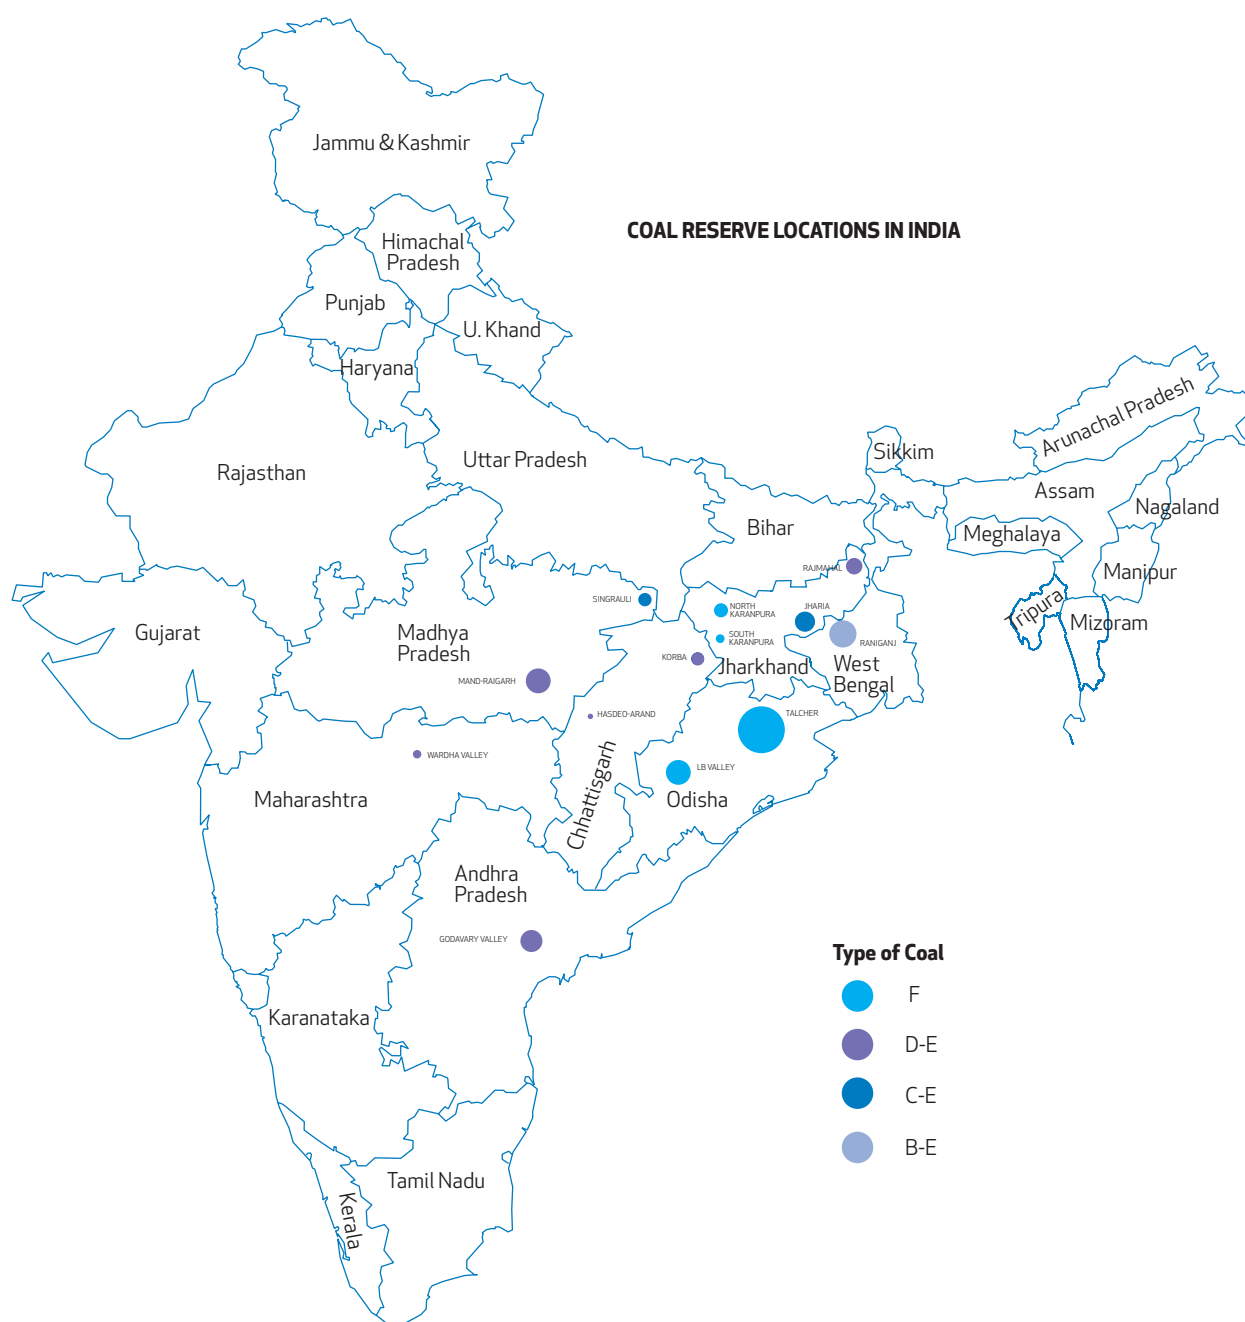 Jammu & Kashmir
COAL RESERVE LOCATIONS IN INDIA
Himachal
Pradesh
Punjab
U. Khand
Haryana
Arunachal Pradesh
Sikkim
Uttar Pradesh
Rajasthan
Assam
Nagaland
Bihar
Meghalaya
RAJMAHAL
Manipur
SINGRAULI
NORTH
KARANPURA
JHARIA
Tripura
Mizoram
Gujarat
Madhya
Pradesh
SOUTH
KARANPURA
RANIGANJ
KORBA
Jharkhand
West
Bengal
MAND-RAIGARH
HASDEO-ARAND
TALCHER
WARDHA VALLEY
LB VALLEY
Maharashtra
Chhattisgarh
Odisha
Andhra
Pradesh
GODAVARY VALLEY
Karanataka
Tamil Nadu
Kerala
Type of Coal
F
D-E
C-E
B-E